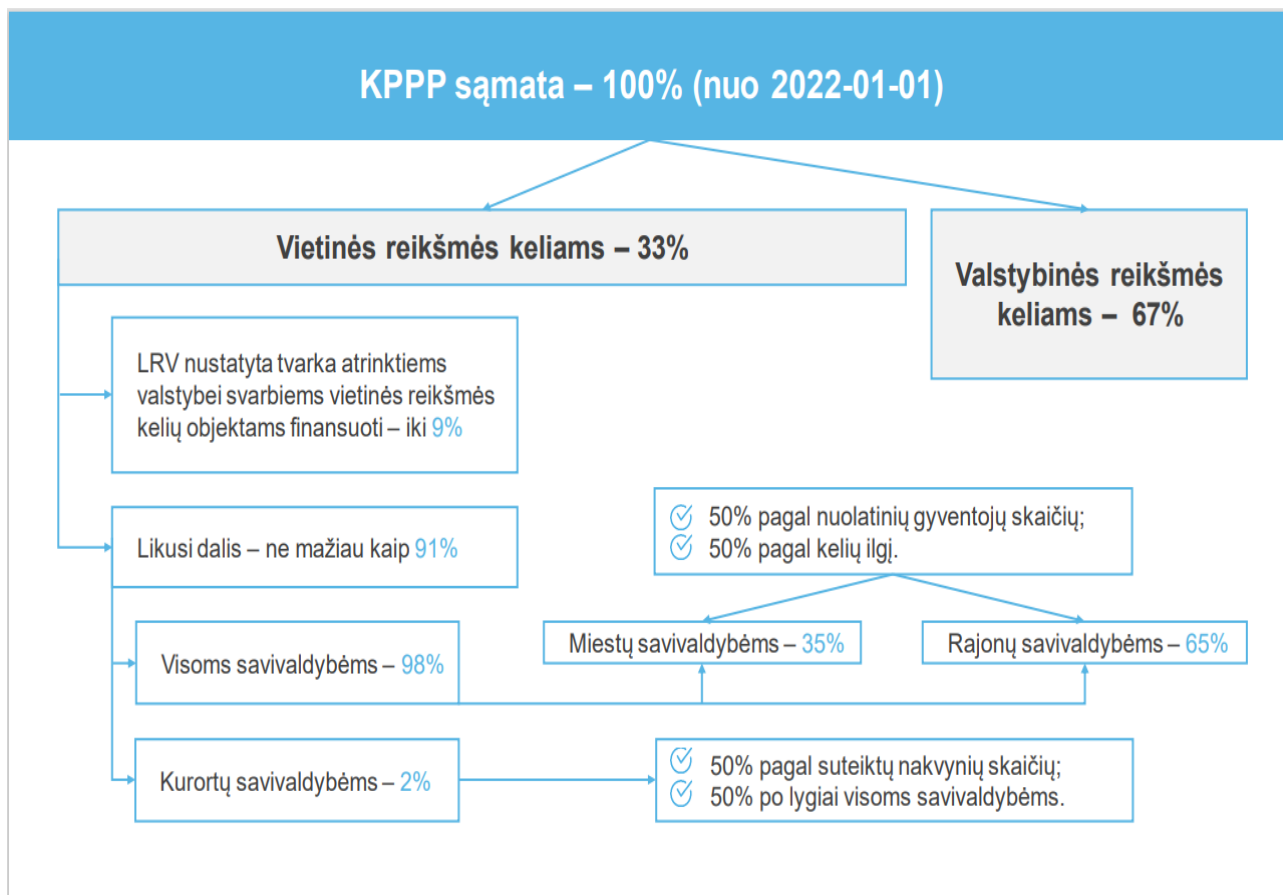 KPPP sąmata – 100% (nuo 2022-01-01)
Vietinės reikšmės keliams – 33%
Valstybinės reikšmės
keliams – 67%
LRV nustatyta tvarka atrinktiems
valstybei svarbiems vietinės reikšmės
kelių objektams finansuoti – iki 9%
Likusi dalis – ne mažiau kaip 91%
50% pagal nuolatinių gyventojų skaičių;
50% pagal kelių ilgį.
Visoms savivaldybėms – 98%
Miestų savivaldybėms – 35%
Rajonų savivaldybėms – 65%
Kurortų savivaldybėms – 2%
50% pagal suteiktų nakvynių skaičių;
50% po lygiai visoms savivaldybėms.